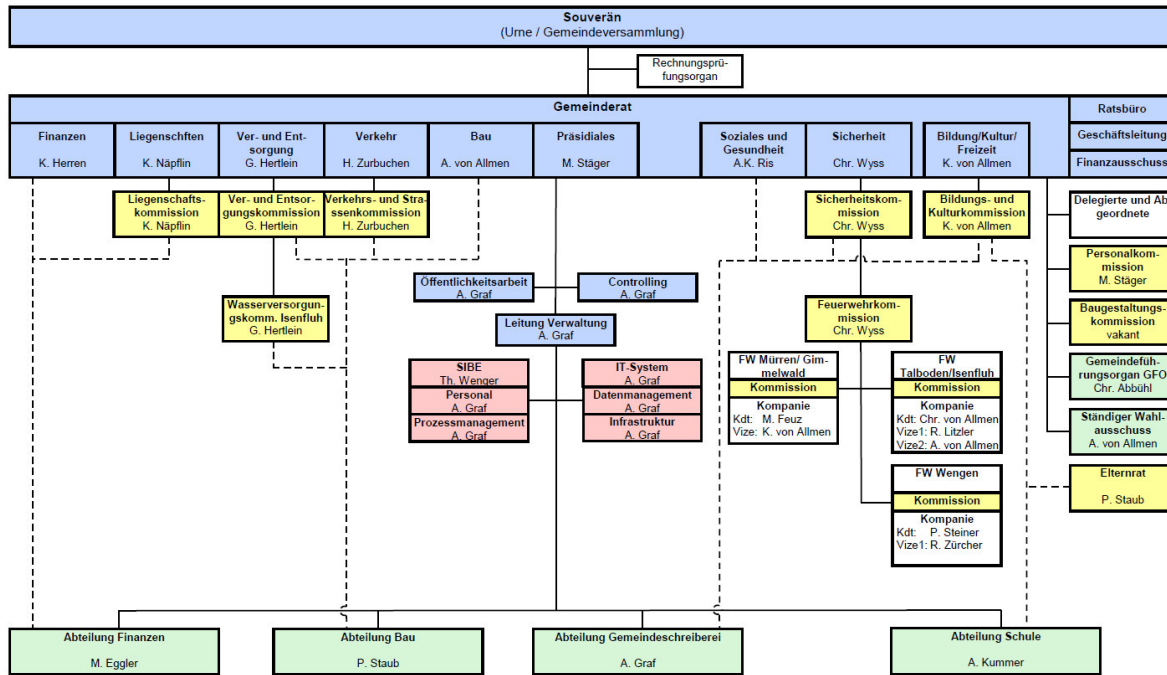 Souverän
(Urne / Gemeindeversammlung)
Rechnungsprü-
fungsorgan
Gemeinderat
Ratsbüro
Geschäftsleitung
Finanzausschuss
Finanzen
K. Herren
Liegenschften
K. Näpflin
Ver- und Ent-
sorgung
G. Hertlein
Verkehr
H. Zurbuchen
Bau
A. von Allmen
Präsidiales
M. Stäger
Soziales und
Gesundheit
A.K. Ris
Sicherheit
Chr. Wyss
Bildung/Kultur/
Freizeit
K. von Allmen
Liegenschafts-
kommission
K. Näpflin
Ver- und Entsor-
gungskommission
G. Hertlein
Verkehrs- und Stras-
senkommission
H. Zurbuchen
Sicherheitskom-
mission
Chr. Wyss
Bildungs- und
Kulturkommission
K. von Allmen
Delegierte und Ab
geordnete
Personalkom-
mission
M. Stäger
Baugestaltungs-
kommission
vakant
Gemeindefüh-
rungsorgan GFO
Chr. Abbühl
Ständiger Wahl-
ausschuss
A. von Allmen
Elternrat
P. Staub
Öffentlichkeitsarbeit
A. Graf
Controlling
A. Graf
Leitung Verwaltung
A. Graf
Wasserversorgun-
gskomm. Isenfluh
G. Hertlein
Feuerwehrkom-
mission
Chr. Wyss
SIBE
Th. Wenger
Personal
A. Graf
Prozessmanagement
A. Graf
IT-System
A. Graf
Datenmanagement
A. Graf
Infrastruktur
A. Graf
FW Mürren/ Gim-
melwald
Kommission
Kompanie
Kdt: M. Feuz
Vize: K. von Allmen
FW
Talboden/Isenfluh
Kommission
Kompanie
Kdt: Chr. von Allmen
Vize1: R. Litzler
Vize2: A. von Allmen
FW Wengen
Kommission
Kompanie
Kdt: P. Steiner
Vize1: R. Zürcher
Abteilung Finanzen
M. Eggler
Abteilung Bau
P. Staub
Abteilung Gemeindeschreiberei
A. Graf
Abteilung Schule
A. Kummer